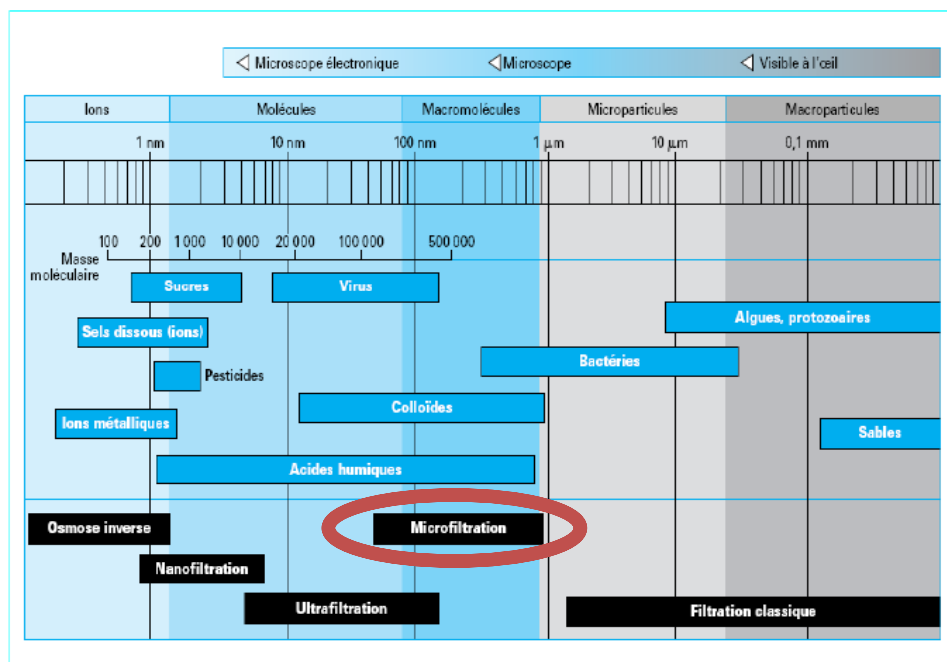 Microscope électronique
Microscope
Visible à l'œil
Ions
Molécules
Macromolécules
Microparticules
Macroparticules
1 nm
10 nm
100 nm
1 μm
10 μm
0,1 mm
100
200
1 000
10 000
20 000
100 000
500 000
Masse
moléculaire
Sucres
Virus
Sels dissous (ions)
Algues, protozoaires
Bactéries
Pesticides
Colloïdes
Ions métalliques
Sables
Acides humiques
Osmose inverse
Microfiltration
Nanofiltration
Ultrafiltration
Filtration classique